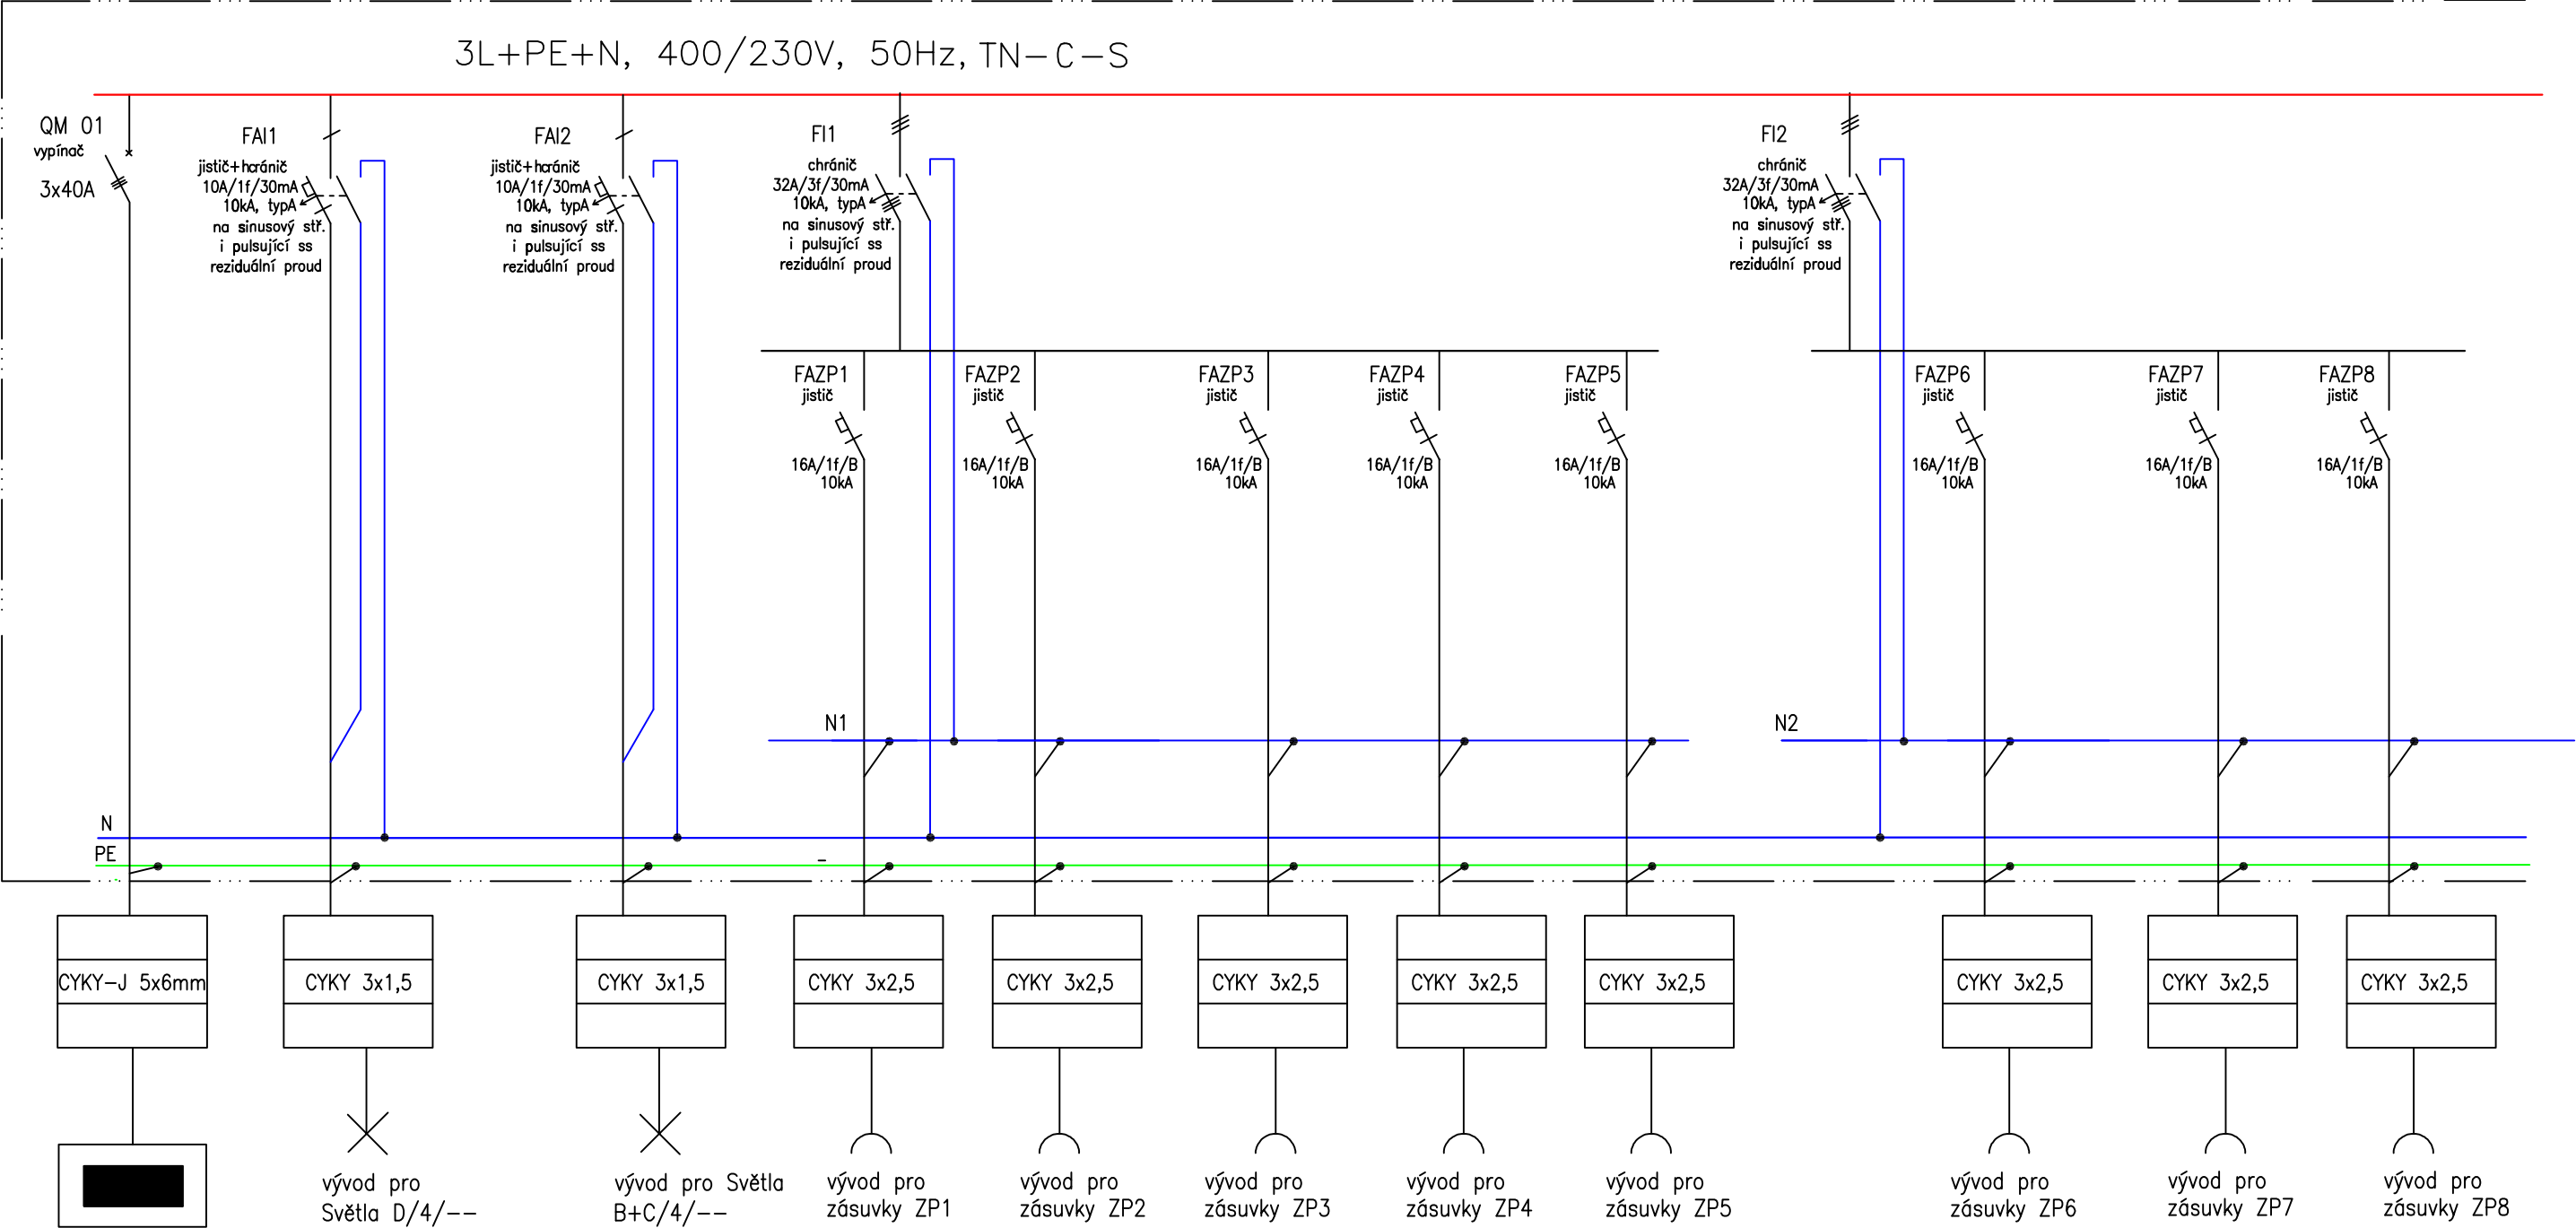 3L+PE+N, 400/230V, 50Hz, TN-C-S
QM 01
vypínač
3x40A
FAI1
jistič+hcránič
10A/1f/30mA
10kA, typA
na sinusový stř.
i pulsující ss
reziduální proud
FAI2
jistič+hcránič
10A/1f/30mA
10kA, typA
na sinusový stř.
i pulsující ss
reziduální proud
FI1
chránič
32A/3f/30mA
10kA, typA
na sinusový stř.
i pulsující ss
reziduální proud
FI2
chránič
32A/3f/30mA
10kA, typA
na sinusový stř.
i pulsující ss
reziduální proud
FAZP1
jistič
16A/1f/B
10kA
FAZP2
jistič
16A/1f/B
10kA
FAZP3
jistič
16A/1f/B
10kA
FAZP4
jistič
16A/1f/B
10kA
FAZP5
jistič
16A/1f/B
10kA
FAZP6
jistič
16A/1f/B
10kA
FAZP7
jistič
16A/1f/B
10kA
FAZP8
jistič
16A/1f/B
10kA
N1
N2
N
PE
CYKY-J 5x6mm
CYKY 3x1,5
CYKY 3x1,5
CYKY 3x2,5
CYKY 3x2,5
CYKY 3x2,5
CYKY 3x2,5
CYKY 3x2,5
CYKY 3x2,5
CYKY 3x2,5
CYKY 3x2,5
vývod pro
Světla D/4/--
vývod pro Světla
B+C/4/--
vývod pro
zásuvky ZP1
vývod pro
zásuvky ZP2
vývod pro
zásuvky ZP3
vývod pro
zásuvky ZP4
vývod pro
zásuvky ZP5
vývod pro
zásuvky ZP6
vývod pro
zásuvky ZP7
vývod pro
zásuvky ZP8